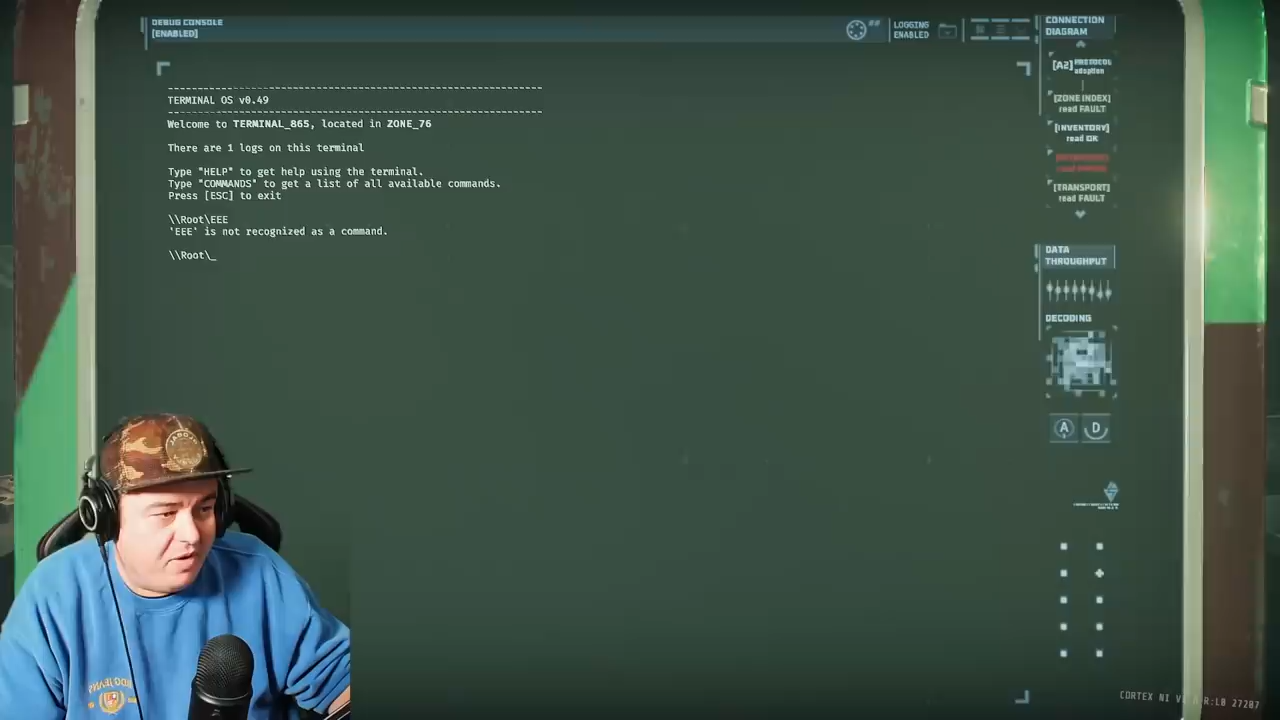 DEBUG CONSOLE
[ENABLED]
LOGGING
ENABLED
CONNECTION
DIAGRAM
[A2] PROTOCOL
adaption
[ZONE INDEX]
read FAULT
[INVENTORY]
read OK
[TRANSPORT]
read FAULT
DATA
THROUGHPUT
DECODING
A D
--------------------------------------------------------------
TERMINAL OS v0.49
--------------------------------------------------------------
Welcome to TERMINAL_865, located in ZONE_76
There are 1 logs on this terminal
Type "HELP" to get help using the terminal.
Type "COMMANDS" to get a list of all available commands.
Press [ESC] to exit
\\Root\EEE
'EEE' is not recognized as a command.
\\Root\_